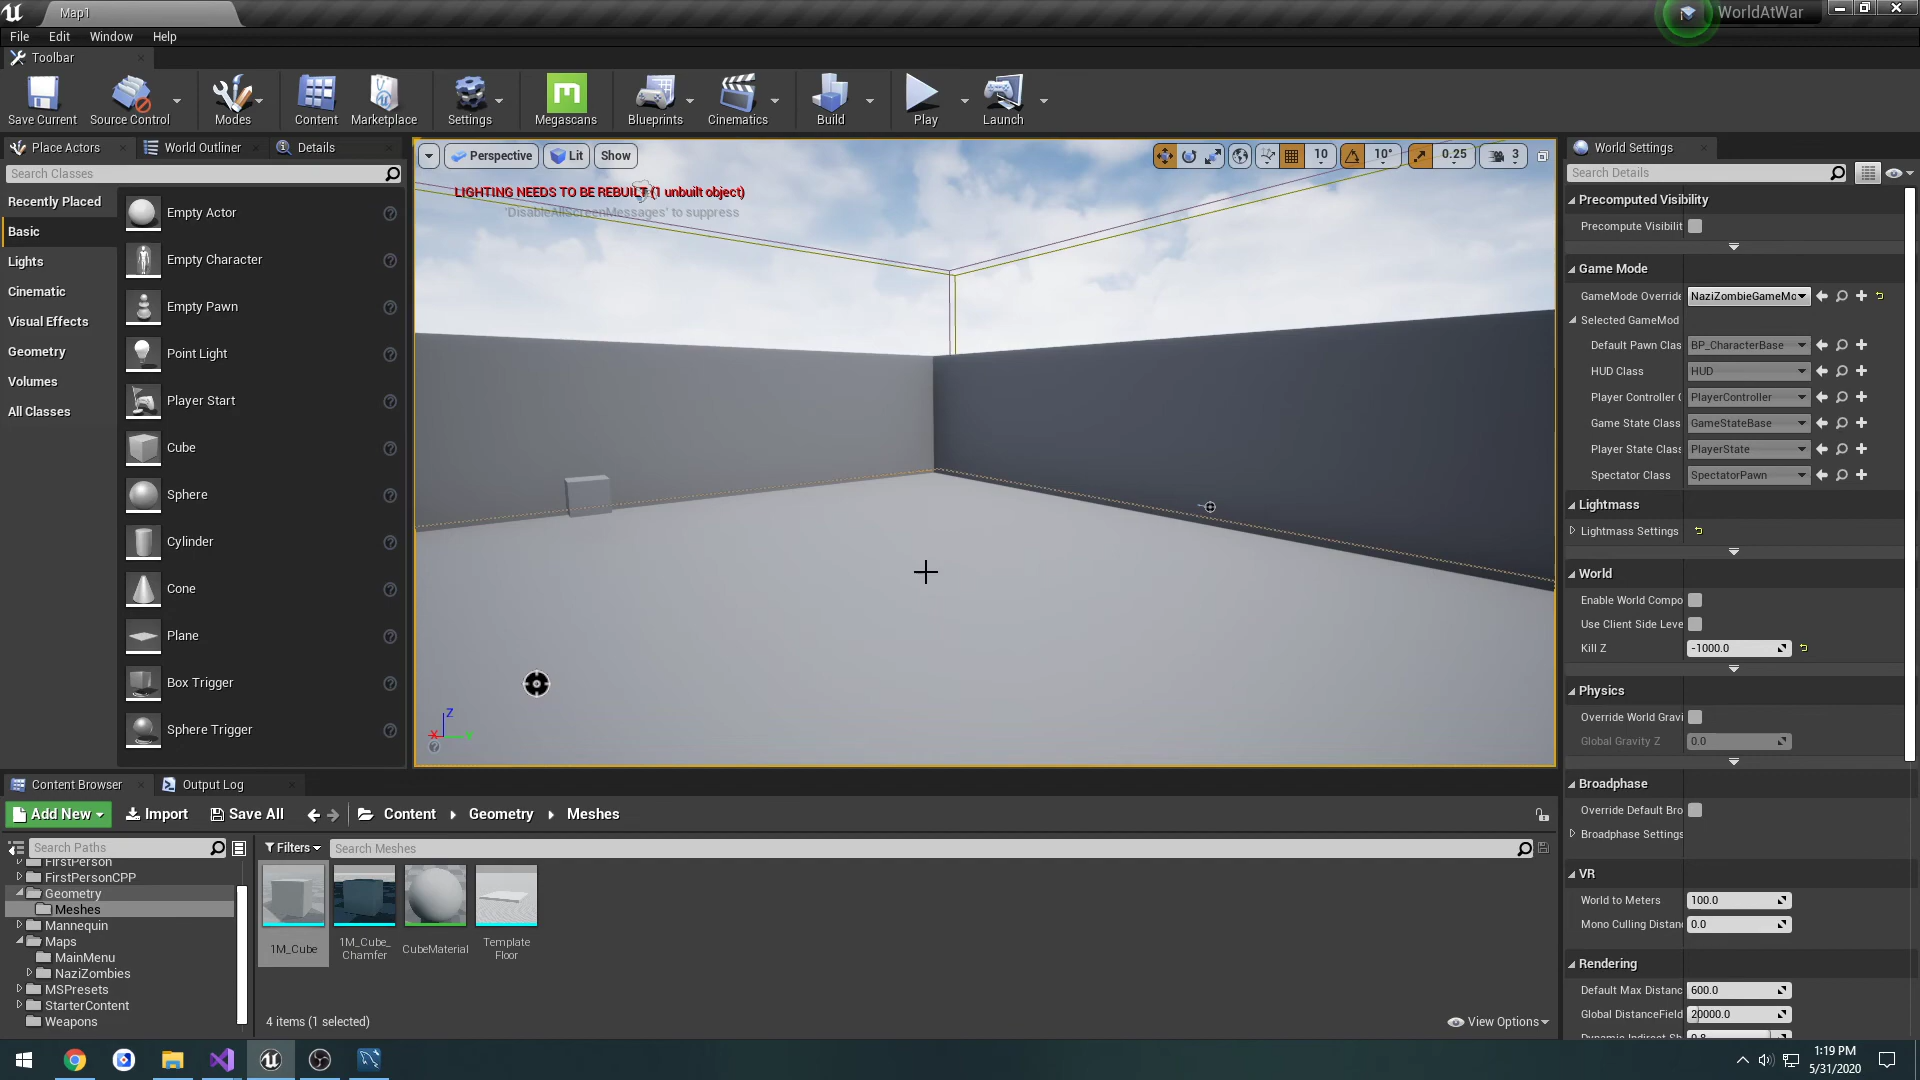 Map1
WorldAtWar
File Edit Window Help
Toolbar
Save Current Source Control Modes Content Marketplace Settings Megascans Blueprints Cinematics Build Play Launch
Place Actors World Outliner Details
Search Classes
Recently Placed
Basic
Lights
Cinematic
Visual Effects
Geometry
Volumes
All Classes
Empty Actor
Empty Character
Empty Pawn
Point Light
Player Start
Cube
Sphere
Cylinder
Cone
Plane
Box Trigger
Sphere Trigger
Perspective Lit Show
10 10° 0.25 3
LIGHTING NEEDS TO BE REBUILT (1 unbuilt object)
'DisableAllScreenMessages' to suppress
Z
World Settings
Search Details
Precomputed Visibility
Precompute Visibilit
Game Mode
GameMode Override NaziZombieGameMo
Selected GameMod
Default Pawn Clas BP_CharacterBase
HUD Class HUD
Player Controller C PlayerController
Game State Class GameStateBase
Player State Class PlayerState
Spectator Class SpectatorPawn
Lightmass
Lightmass Settings
World
Enable World Compo
Use Client Side Leve
Kill Z -1000.0
Physics
Override World Gravi
Global Gravity Z 0.0
Broadphase
Override Default Bro
Broadphase Settings
VR
World to Meters 100.0
Mono Culling Distan 0.0
Rendering
Default Max Distanc 600.0
Global DistanceField 20000.0
Content Browser Output Log
Add New Import Save All Content Geometry Meshes
Search Paths
Filters Search Meshes
FirstPerson
FirstPersonCPP
Geometry
Meshes
Mannequin
Maps
MainMenu
NaziZombies
MSPresets
StarterContent
Weapons
1M_Cube
1M_Cube_
Chamfer
CubeMaterial
Template
Floor
4 items (1 selected)
View Options
1:19 PM
5/31/2020